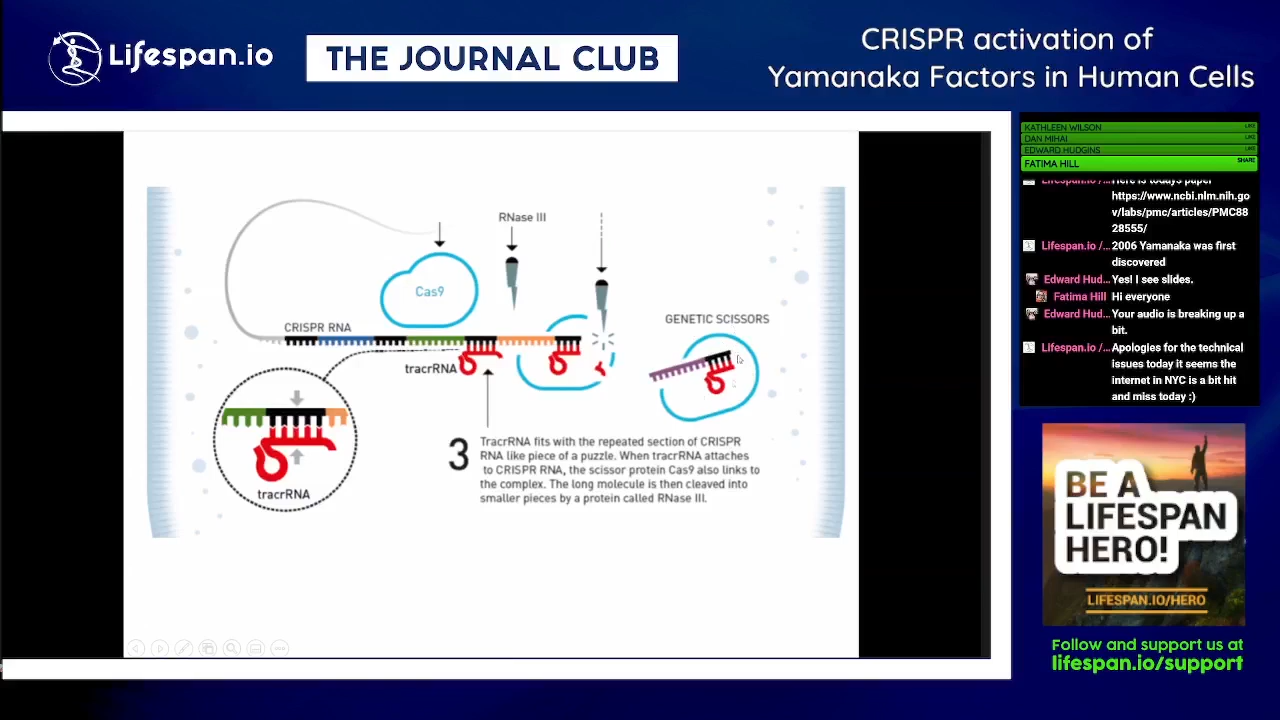 Lifespan.io
THE JOURNAL CLUB
CRISPR activation of
Yamanaka Factors in Human Cells
RNase III
Cas9
CRISPR RNA
GENETIC SCISSORS
tracrRNA
tracrRNA
3
TracrRNA fits with the repeated section of CRISPR
RNA like piece of a puzzle. When tracrRNA attaches
to CRISPR RNA, the scissor protein Cas9 also links to
the complex. The long molecule is then cleaved into
smaller pieces by a protein called RNase III.
KATHLEEN WILSON LIKE
DAN MIHAI LIKE
EDWARD HUDGINS LIKE
FATIMA HILL SHARE
Lifespan.io /... Here is todays paper
https://www.ncbi.nlm.nih.go
v/labs/pmc/articles/PMC88
28555/
Lifespan.io /... 2006 Yamanaka was first
discovered
Edward Hud... Yes! I see slides.
Fatima Hill Hi everyone
Edward Hud... Your audio is breaking up a
bit.
Lifespan.io /... Apologies for the technical
issues today it seems the
internet in NYC is a bit hit
and miss today :)
BE A
LIFESPAN
HERO!
LIFESPAN.IO/HERO
Follow and support us at
lifespan.io/support